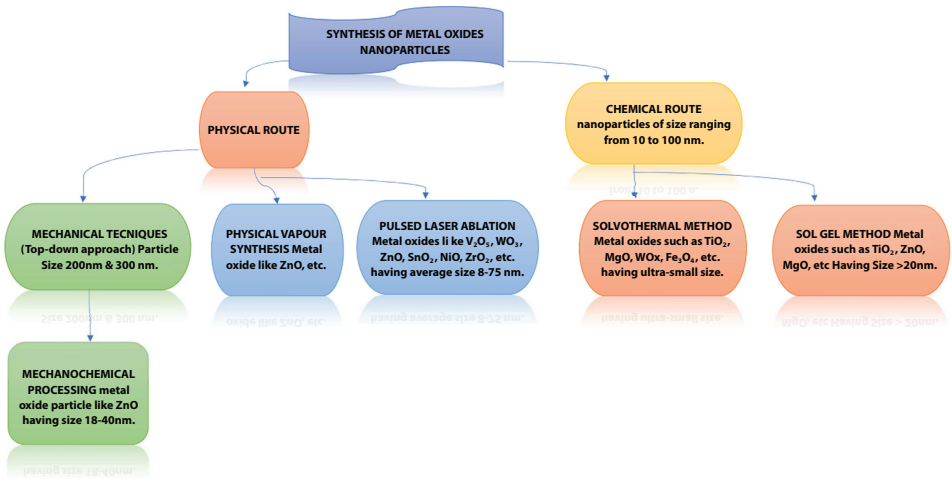 SYNTHESIS OF METAL OXIDES
NANOPARTICLES
PHYSICAL ROUTE
CHEMICAL ROUTE
nanoparticles of size ranging
from 10 to 100 nm.
MECHANICAL TECNIQUES
(Top-down approach) Particle
Size 200nm & 300 nm.
PHYSICAL VAPOUR
SYNTHESIS Metal
oxide like ZnO, etc.
PULSED LASER ABLATION
Metal oxides li ke V₂O₅, WO₃,
ZnO, SnO₂, NiO, ZrO₂, etc.
having average size 8-75 nm.
SOLVOTHERMAL METHOD
Metal oxides such as TiO₂,
MgO, WOx, Fe₃O₄, etc.
having ultra-small size.
SOL GEL METHOD Metal
oxides such as TiO₂, ZnO,
MgO, etc Having Size >20nm.
MECHANOCHEMICAL
PROCESSING metal
oxide particle like ZnO
having size 18-40nm.